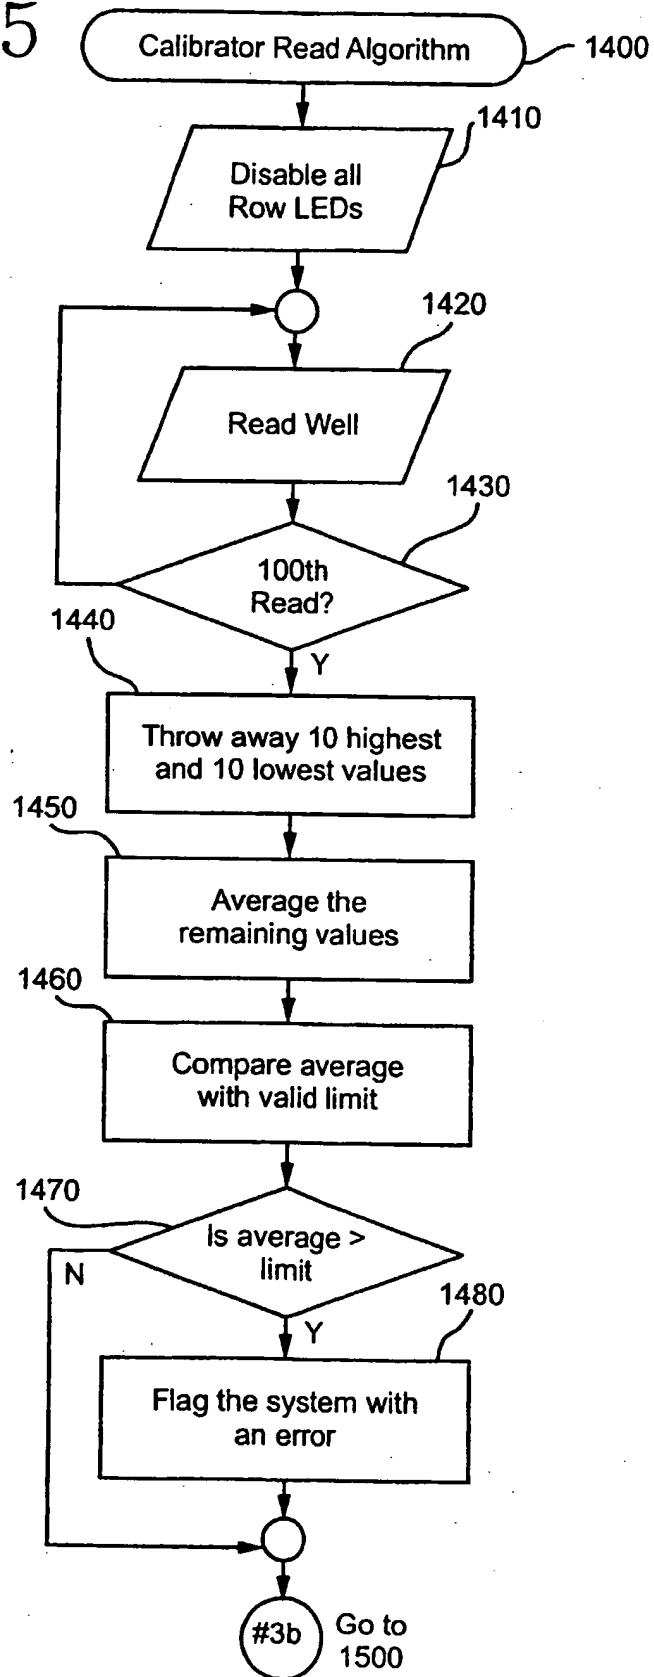 5
Calibrator Read Algorithm
1400
1410
Disable all
Row LEDs
1420
Read Well
1430
100th
Read?
1440
Y
Throw away 10 highest
and 10 lowest values
1450
Average the
remaining values
1460
Compare average
with valid limit
1470
Is average >
limit
N
1480
Y
Flag the system with
an error
#3b
Go to
1500